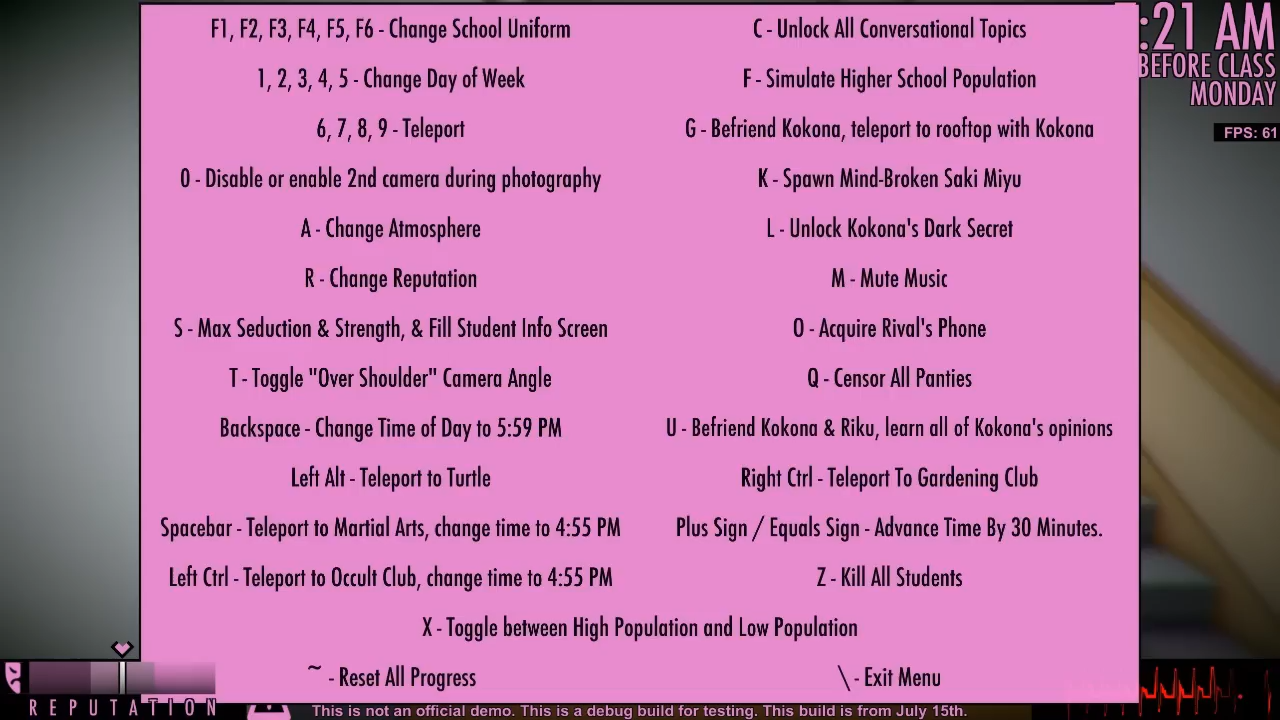 F1, F2, F3, F4, F5, F6 - Change School Uniform
1, 2, 3, 4, 5 - Change Day of Week
6, 7, 8, 9 - Teleport
0 - Disable or enable 2nd camera during photography
A - Change Atmosphere
R - Change Reputation
S - Max Seduction & Strength, & Fill Student Info Screen
T - Toggle "Over Shoulder" Camera Angle
Backspace - Change Time of Day to 5:59 PM
Left Alt - Teleport to Turtle
Spacebar - Teleport to Martial Arts, change time to 4:55 PM
Left Ctrl - Teleport to Occult Club, change time to 4:55 PM
C - Unlock All Conversational Topics
F - Simulate Higher School Population
G - Befriend Kokona, teleport to rooftop with Kokona
K - Spawn Mind-Broken Saki Miyu
L - Unlock Kokona's Dark Secret
M - Mute Music
O - Acquire Rival's Phone
Q - Censor All Panties
U - Befriend Kokona & Riku, learn all of Kokona's opinions
Right Ctrl - Teleport To Gardening Club
Plus Sign / Equals Sign - Advance Time By 30 Minutes.
Z - Kill All Students
X - Toggle between High Population and Low Population
~ - Reset All Progress
\ - Exit Menu
:21 AM
BEFORE CLASS
MONDAY
FPS: 61
REPUTATION
This is not an official demo. This is a debug build for testing. This build is from July 15th.